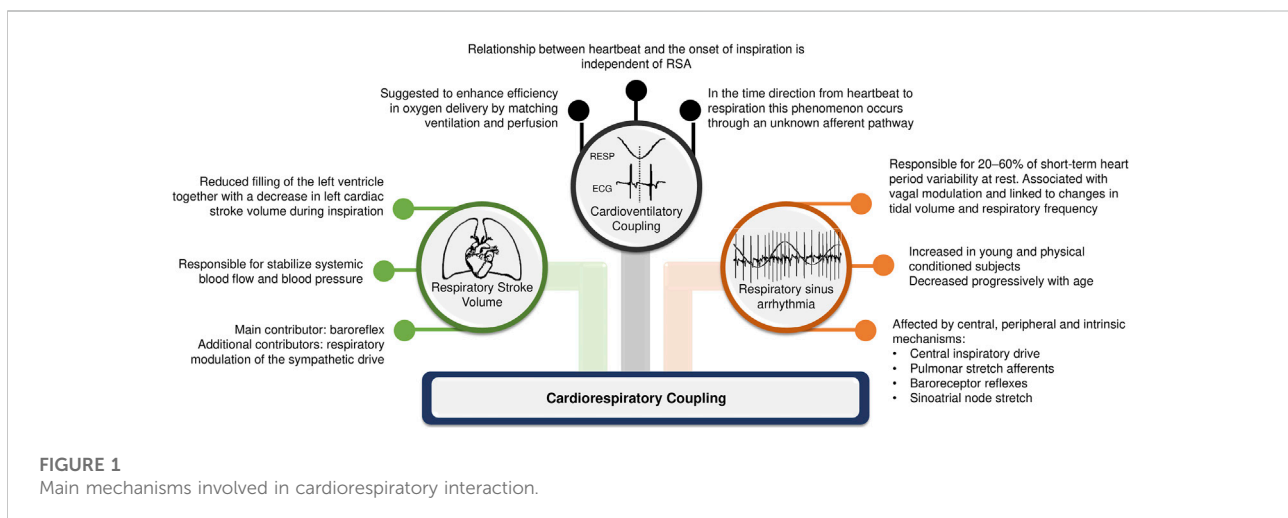 Relationship between heartbeat and the onset of inspiration is
independent of RSA
Suggested to enhance efficiency
in oxygen delivery by matching
ventilation and perfusion
In the time direction from heartbeat to
respiration this phenomenon occurs
through an unknown afferent pathway
RESP
ECG
Cardioventilatory
Coupling
Reduced filling of the left ventricle
together with a decrease in left cardiac
stroke volume during inspiration
Responsible for stabilize systemic
blood flow and blood pressure
Main contributor: baroreflex
Additional contributors: respiratory
modulation of the sympathetic drive
Respiratory Stroke
Volume
Responsible for 20–60% of short-term heart
period variability at rest. Associated with
vagal modulation and linked to changes in
tidal volume and respiratory frequency
Increased in young and physical
conditioned subjects
Decreased progressively with age
Affected by central, peripheral and intrinsic
mechanisms:
• Central inspiratory drive
• Pulmonar stretch afferents
• Baroreceptor reflexes
• Sinoatrial node stretch
Respiratory sinus
arrhythmia
Cardiorespiratory Coupling
FIGURE 1
Main mechanisms involved in cardiorespiratory interaction.